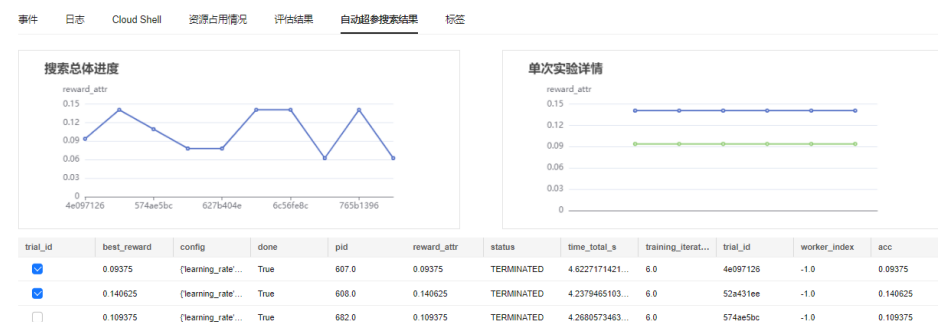 事件 日志 Cloud Shell 资源占用情况 评估结果 自动超参搜索结果 标签
搜索总体进度
reward_attr
0.15
0.12
0.09
0.06
0.03
0
4e097126 574ae5bc 627b404e 6c56fe8c 765b1396
单次实验详情
reward_attr
0.15
0.12
0.09
0.06
0.03
0
trial_id best_reward config done pid reward_attr status time_total_s training_iterat... trial_id worker_index acc
0.09375 {'learning_rate'... True 607.0 0.09375 TERMINATED 4.6227171421... 6.0 4e097126 -1.0 0.09375
0.140625 {'learning_rate'... True 608.0 0.140625 TERMINATED 4.2379465103... 6.0 52a431ee -1.0 0.140625
0.109375 {'learning_rate'... True 682.0 0.109375 TERMINATED 4.2680573463... 6.0 574ae5bc -1.0 0.109375